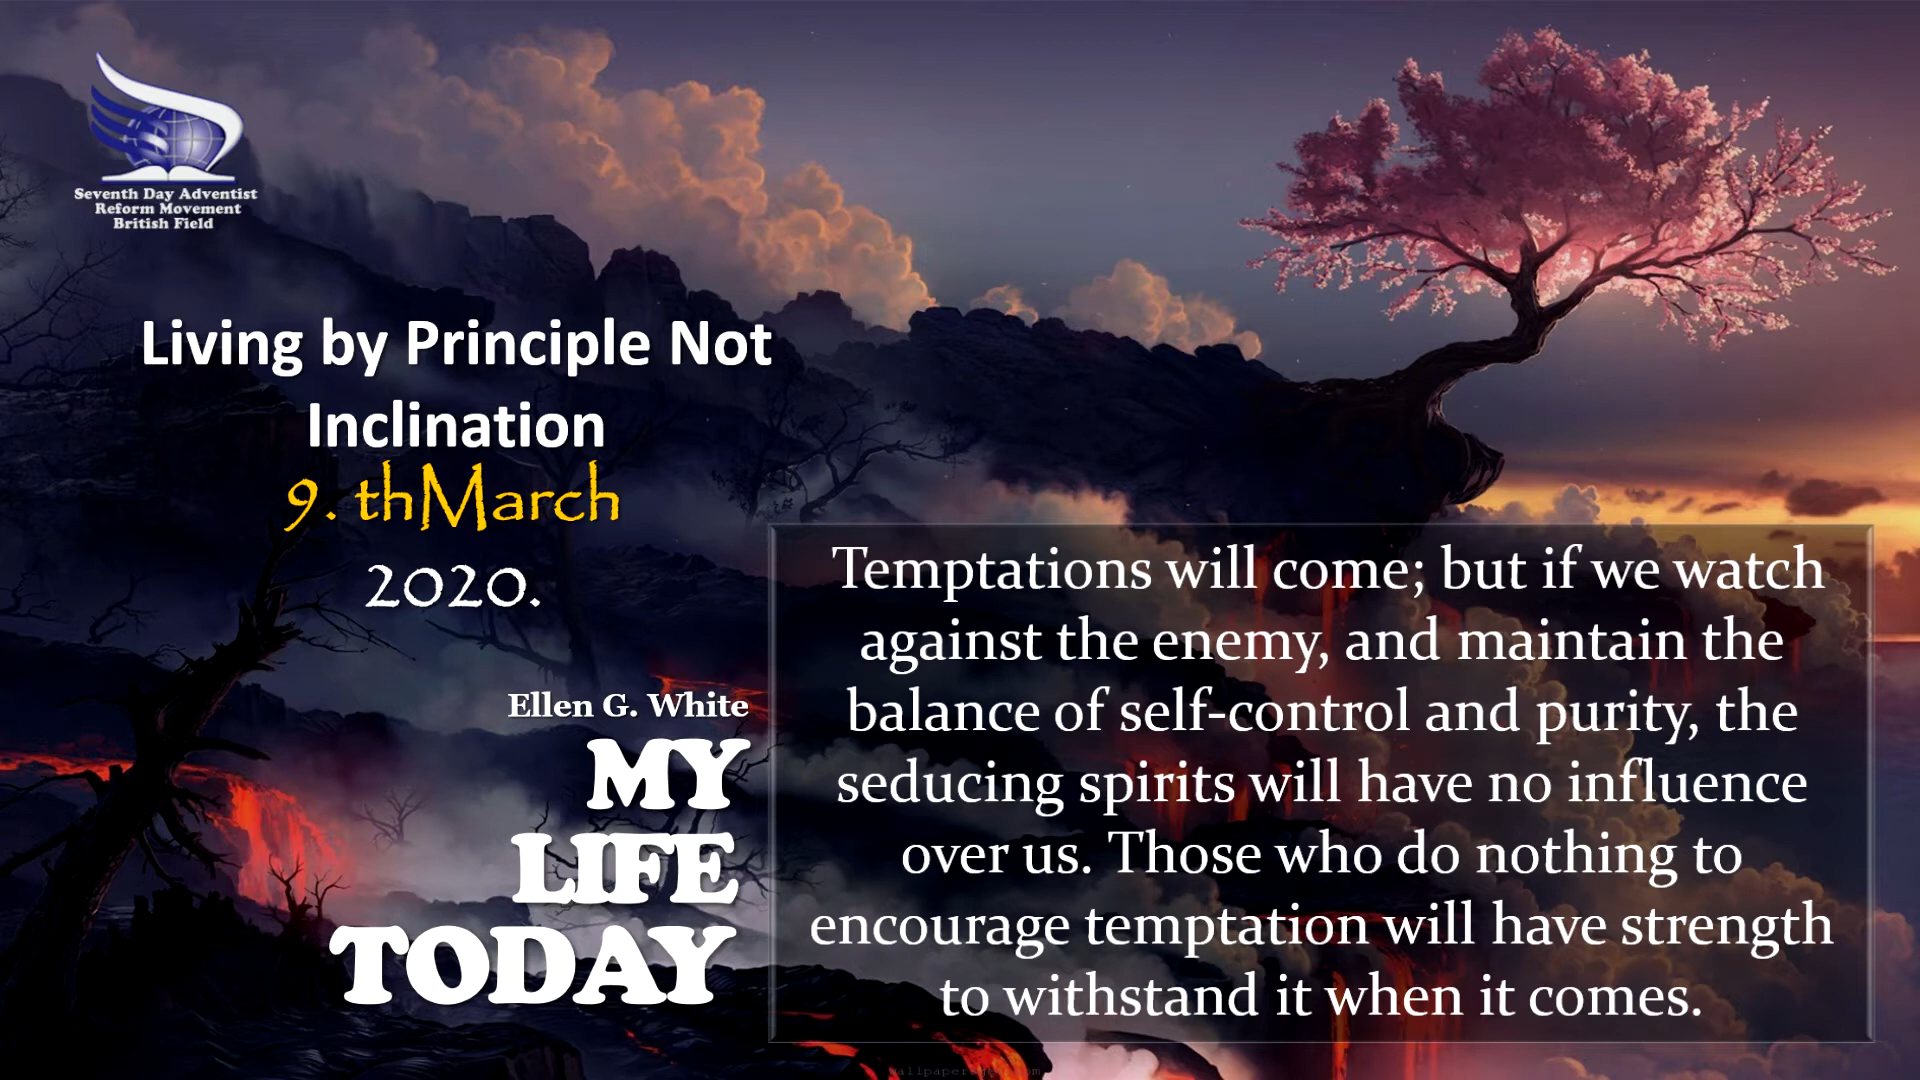 Seventh Day Adventist
Reform Movement
British Field
Living by Principle Not
Inclination
9. thMarch
2020.
Ellen G. White
MY
LIFE
TODAY
Temptations will come; but if we watch
against the enemy, and maintain the
balance of self-control and purity, the
seducing spirits will have no influence
over us. Those who do nothing to
encourage temptation will have strength
to withstand it when it comes.